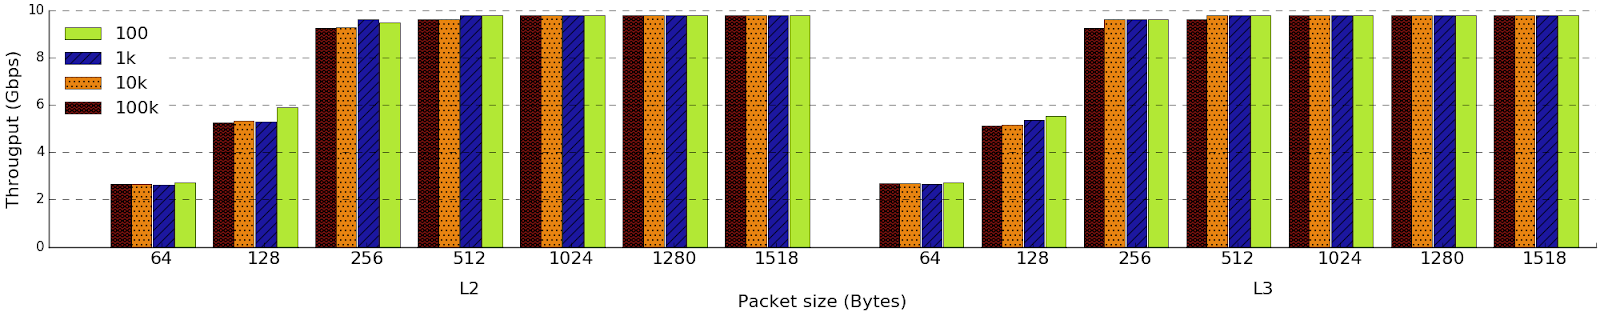 10
8
6
4
2
0
Througput (Gbps)
100
1k
10k
100k
64 128 256 512 1024 1280 1518 64 128 256 512 1024 1280 1518
L2 L3
Packet size (Bytes)